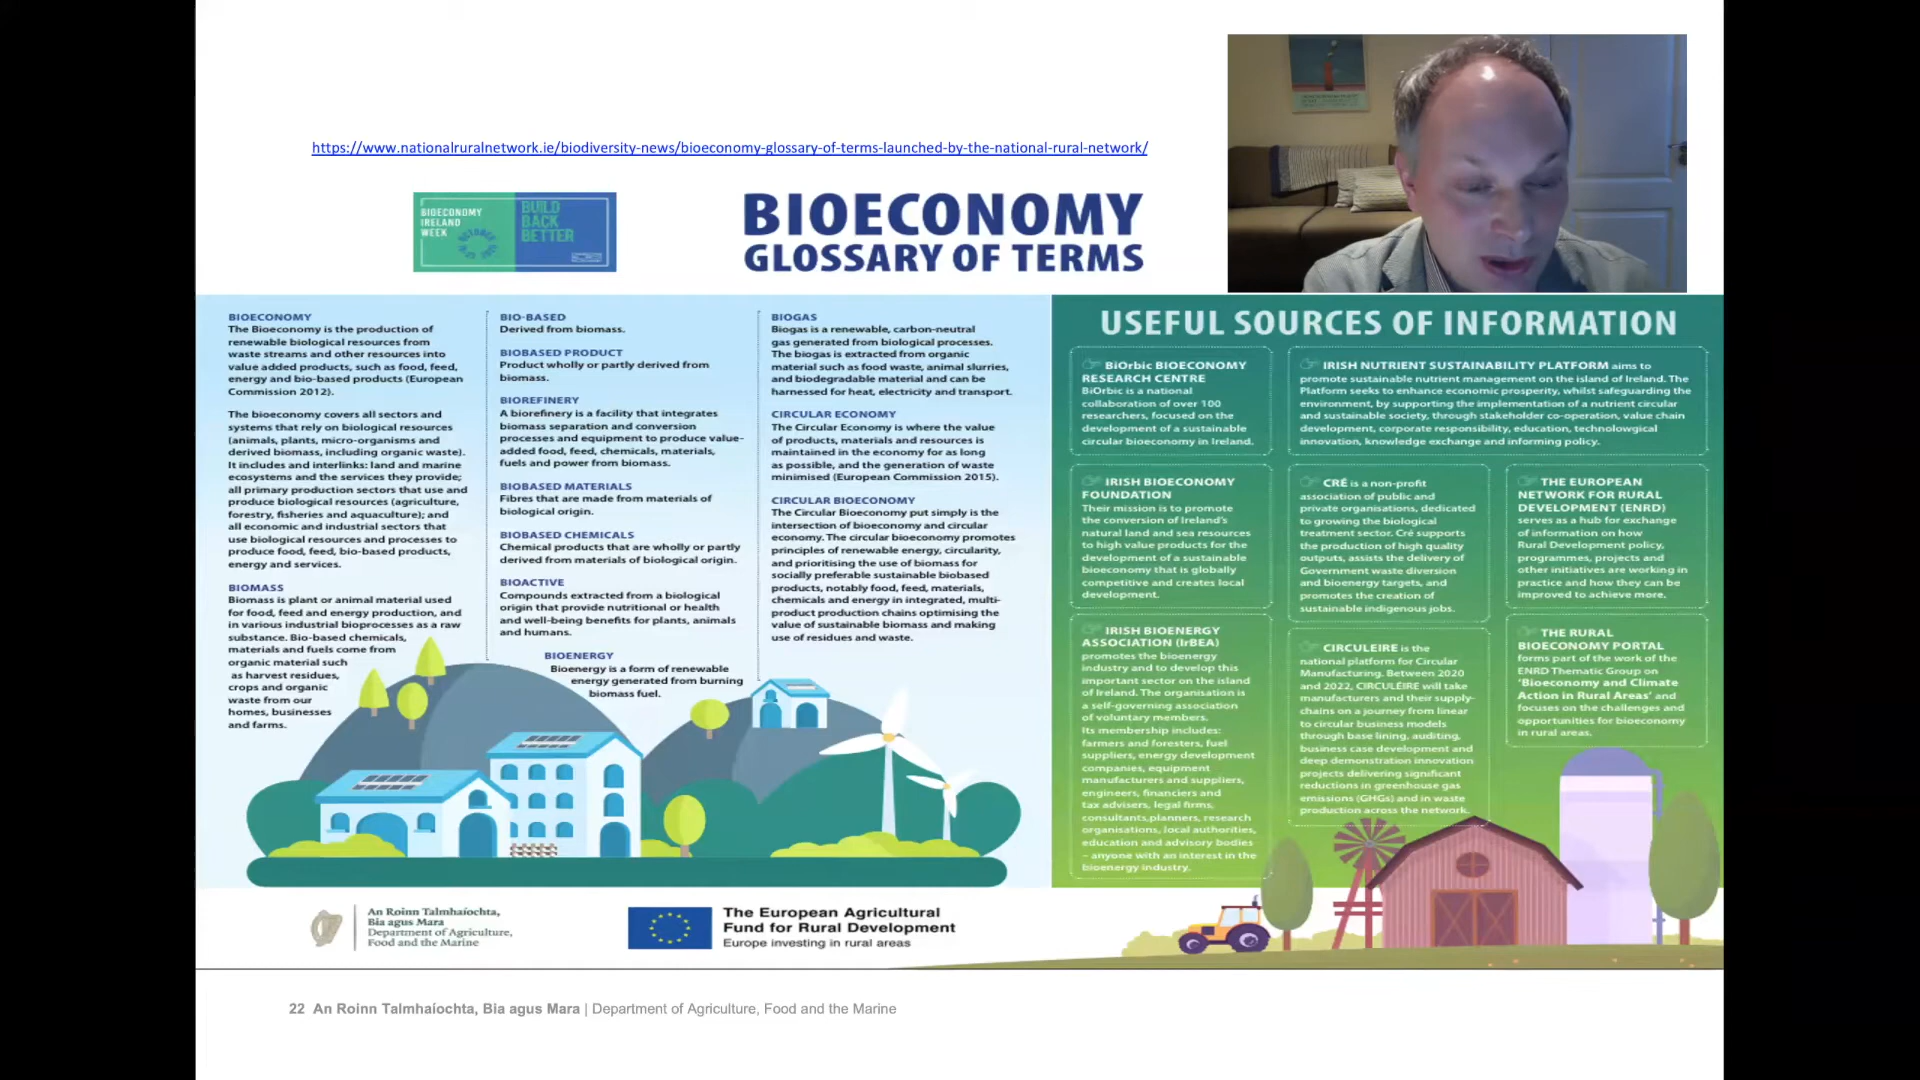 https://www.nationalruralnetwork.ie/biodiversity-news/bioeconomy-glossary-of-terms-launched-by-the-national-rural-network/
BIOECONOMY
IRELAND
WEEK
BUILD
BACK
BETTER
BIOECONOMY
GLOSSARY OF TERMS
BIOECONOMY
The Bioeconomy is the production of
renewable biological resources from
waste streams and other resources into
value added products, such as food, feed,
energy and bio-based products (European
Commission 2012).
The bioeconomy covers all sectors and
systems that rely on biological resources
(animals, plants, micro-organisms and
derived biomass, including organic waste).
It includes and interlinks: land and marine
ecosystems and the services they provide;
all primary production sectors that use and
produce biological resources (agriculture,
forestry, fisheries and aquaculture); and
all economic and industrial sectors that
use biological resources and processes to
produce food, feed, bio-based products,
energy and services.
BIOMASS
Biomass is plant or animal material used
for food, feed and energy production, and
in various industrial bioprocesses as a raw
substance. Bio-based chemicals,
materials and fuels come from
organic material such
as harvest residues,
crops and organic
waste from our
homes, businesses
and farms.
BIO-BASED
Derived from biomass.
BIOBASED PRODUCT
Product wholly or partly derived from
biomass.
BIOREFINERY
A biorefinery is a facility that integrates
biomass separation and conversion
processes and equipment to produce value-
added food, feed, chemicals, materials,
fuels and power from biomass.
BIOBASED MATERIALS
Fibres that are made from materials of
biological origin.
BIOBASED CHEMICALS
Chemical products that are wholly or partly
derived from materials of biological origin.
BIOACTIVE
Compounds extracted from a biological
origin that provide nutritional or health
and well-being benefits for plants, animals
and humans.
BIOENERGY
Bioenergy is a form of renewable
energy generated from burning
biomass fuel.
BIOGAS
Biogas is a renewable, carbon-neutral
gas generated from biological processes.
The biogas is extracted from organic
material such as food waste, animal slurries,
and biodegradable material and can be
harnessed for heat, electricity and transport.
CIRCULAR ECONOMY
The Circular Economy is where the value
of products, materials and resources is
maintained in the economy for as long
as possible, and the generation of waste
minimised (European Commission 2015).
CIRCULAR BIOECONOMY
The Circular Bioeconomy put simply is the
intersection of bioeconomy and circular
economy. The circular bioeconomy promotes
principles of renewable energy, circularity,
and prioritising the use of biomass for
socially preferable sustainable biobased
products, notably food, feed, materials,
chemicals and energy in integrated, multi-
product production chains optimising the
value of sustainable biomass and making
use of residues and waste.
USEFUL SOURCES OF INFORMATION
BiOrbic BIOECONOMY
RESEARCH CENTRE
BiOrbic is a national
collaboration of over 100
researchers, focused on the
development of a sustainable
circular bioeconomy in Ireland.
IRISH NUTRIENT SUSTAINABILITY PLATFORM aims to
promote sustainable nutrient management on the island of Ireland. The
Platform seeks to enhance economic prosperity, whilst safeguarding the
environment, by supporting the implementation of a nutrient circular
and sustainable society, through stakeholder co-operation, value chain
development, corporate responsibility, education, technolowgical
innovation, knowledge exchange and informing policy.
IRISH BIOECONOMY
FOUNDATION
Their mission is to promote
the conversion of Ireland's
natural land and sea resources
to high value products for the
development of a sustainable
bioeconomy that is globally
competitive and creates local
development.
CRÉ is a non-profit
association of public and
private organisations, dedicated
to growing the biological
treatment sector. Cré supports
the production of high quality
outputs, assists the delivery of
Government waste diversion
and bioenergy targets, and
promotes the creation of
sustainable indigenous jobs.
THE EUROPEAN
NETWORK FOR RURAL
DEVELOPMENT (ENRD)
serves as a hub for exchange
of information on how
Rural Development policy,
programmes, projects and
other initiatives are working in
practice and how they can be
improved to achieve more.
IRISH BIOENERGY
ASSOCIATION (IrBEA)
promotes the bioenergy
industry and to develop this
important sector on the island
of Ireland. The organisation is
a self-governing association
of voluntary members.
Its membership includes:
farmers and foresters, fuel
suppliers, energy development
companies, equipment
manufacturers and suppliers,
engineers, financiers and
tax advisers, legal firms,
consultants,planners, research
organisations, local authorities,
education and advisory bodies
– anyone with an interest in the
bioenergy industry.
CIRCULEIRE is the
national platform for Circular
Manufacturing. Between 2020
and 2022, CIRCULÉIRE will take
manufacturers and their supply-
chains on a journey from linear
to circular business models
through base lining, auditing,
business case development and
deep demonstration innovation
projects delivering significant
reductions in greenhouse gas
emissions (GHGs) and in waste
production across the network.
THE RURAL
BIOECONOMY PORTAL
forms part of the work of the
ENRD Thematic Group on
'Bioeconomy and Climate
Action in Rural Areas' and
focuses on the challenges and
opportunities for bioeconomy
in rural areas.
An Roinn Talmhaíochta,
Bia agus Mara
Department of Agriculture,
Food and the Marine
The European Agricultural
Fund for Rural Development
Europe investing in rural areas
22 An Roinn Talmhaíochta, Bia agus Mara | Department of Agriculture, Food and the Marine